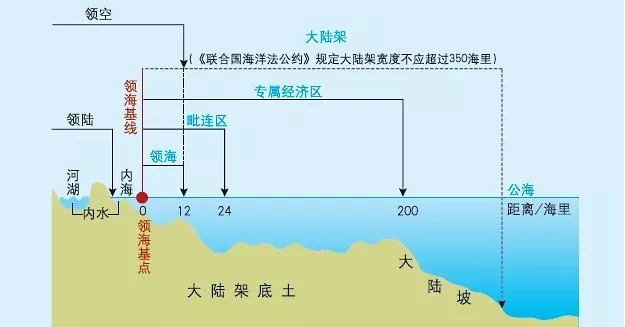 领空
大陆架
(《联合国海洋法公约》规定大陆架宽度不应超过350海里)
领海基线
专属经济区
领陆
毗连区
领海
河湖
内海
内水
公海
0
12
24
200
距离/海里
领海基点
大陆架底土
大陆坡